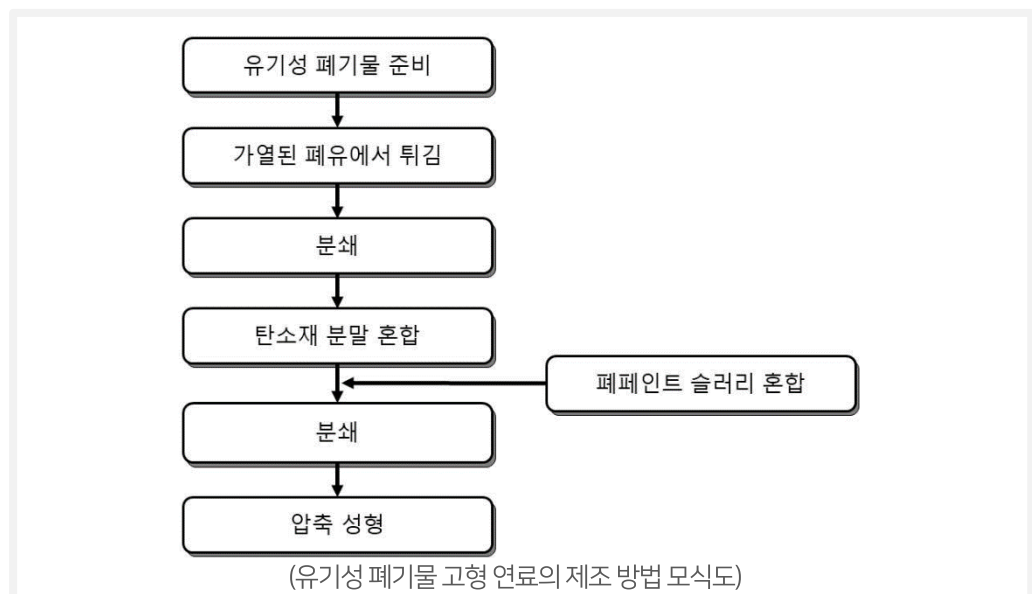 유기성 폐기물 준비
가열된 폐유에서 튀김
분쇄
탄소재 분말 혼합
폐페인트 슬러리 혼합
분쇄
압축 성형
(유기성 폐기물 고형 연료의 제조 방법 모식도)